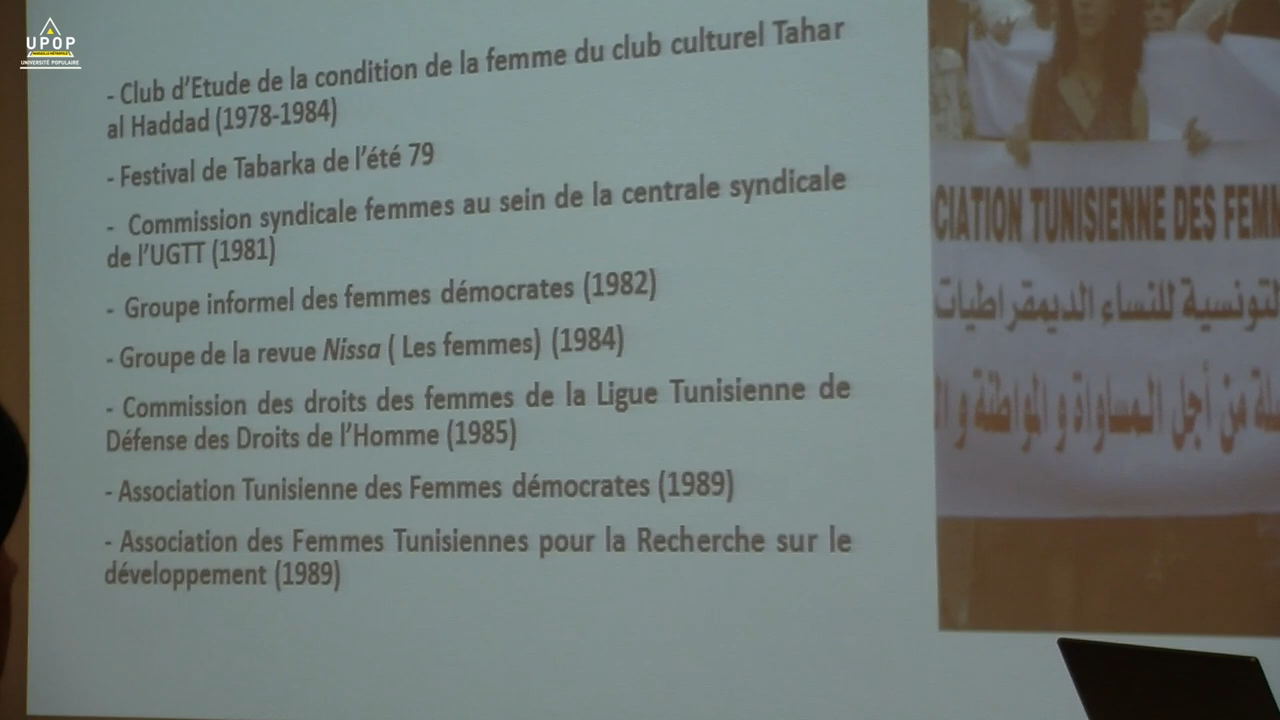 UPOP
UNIVERSITÉ POPULAIRE
- Club d'Etude de la condition de la femme du club culturel Tahar
al Haddad (1978-1984)
- Festival de Tabarka de l'été 79
- Commission syndicale femmes au sein de la centrale syndicale
de l'UGTT (1981)
- Groupe informel des femmes démocrates (1982)
- Groupe de la revue Nissa ( Les femmes) (1984)
- Commission des droits des femmes de la Ligue Tunisienne de
Défense des Droits de l'Homme (1985)
- Association Tunisienne des Femmes démocrates (1989)
- Association des Femmes Tunisiennes pour la Recherche sur le
développement (1989)
CIATION TUNISIENNE DES FEM
لتونسية للنساء الديمقراطيات
لة من أجل المساواة و المواطنة و ا